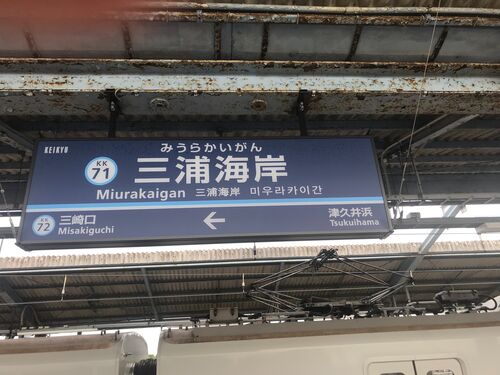 KEIKYU
みうらかいがん
KK
71
三浦海岸
Miurakaigan 三浦海岸 미우라카이간
KK
72
三崎口
Misakiguchi
←
津久井浜
Tsukuihama